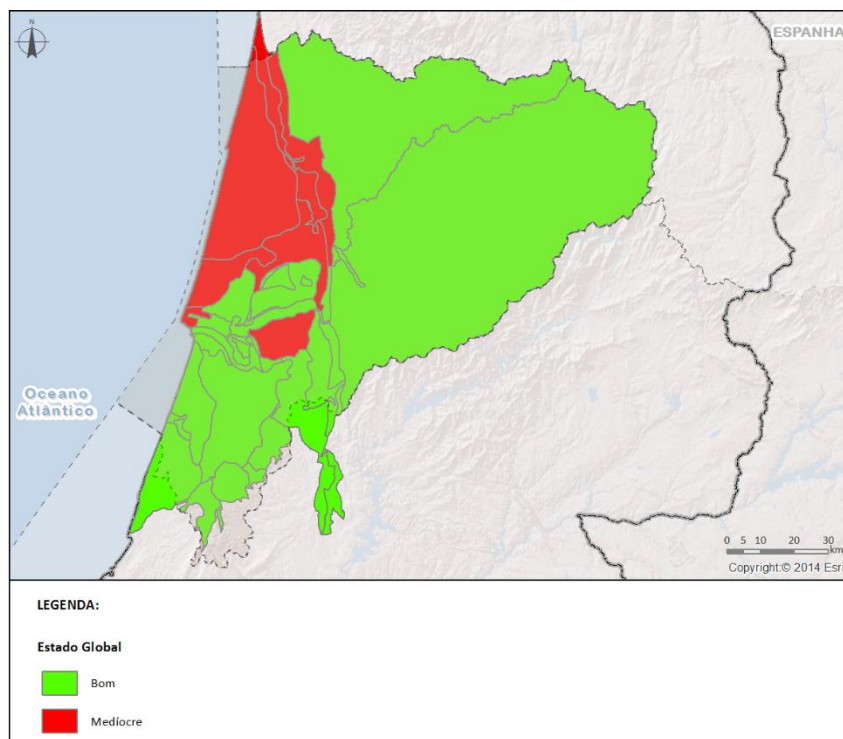 N
ESPANHA
Oceano
Atlântico
0 5 10 20 30
km
Copyright:© 2014 Esri
LEGENDA:
Estado Global
Bom
Medíocre